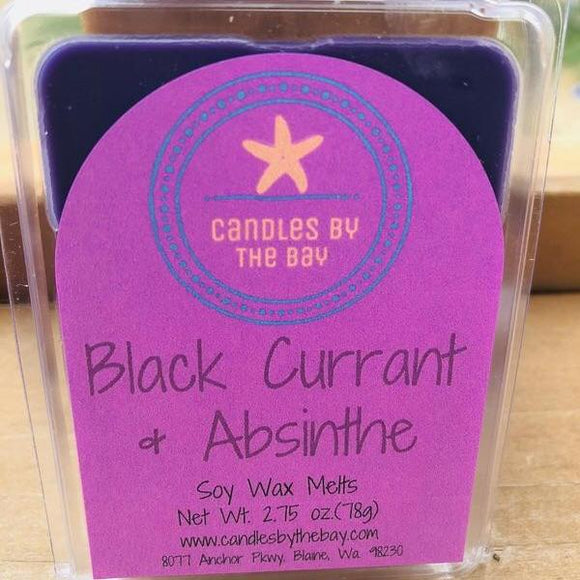 CANDLES BY
THE BAY
Black Currant
& Absinthe
Soy Wax Melts
Net Wt. 2.75 oz.(78g)
www.candlesbythebay.com
8077 Anchor Pkwy. Blaine, Wa. 98230